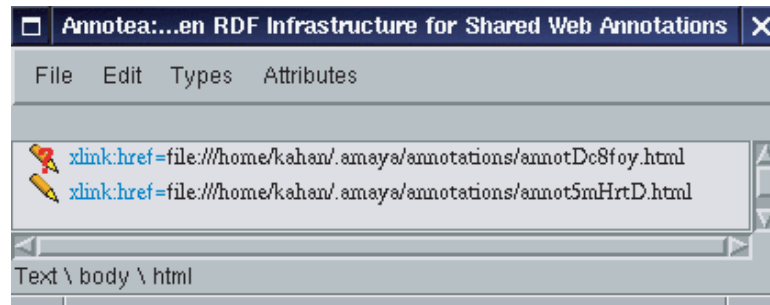 Annotea:...en RDF Infrastructure for Shared Web Annotations
File Edit Types Attributes
xlink:href=file:///home/kahan/.amaya/annotations/annotDc8foy.html
xlink:href=file:///home/kahan/.amaya/annotations/annot5mHrtD.html
Text \ body \ html